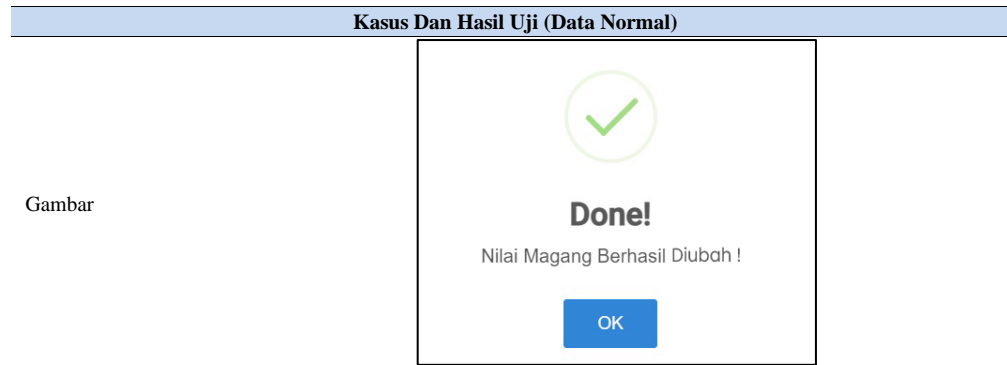 Kasus Dan Hasil Uji (Data Normal)
Gambar
Done!
Nilai Magang Berhasil Diubah !
OK